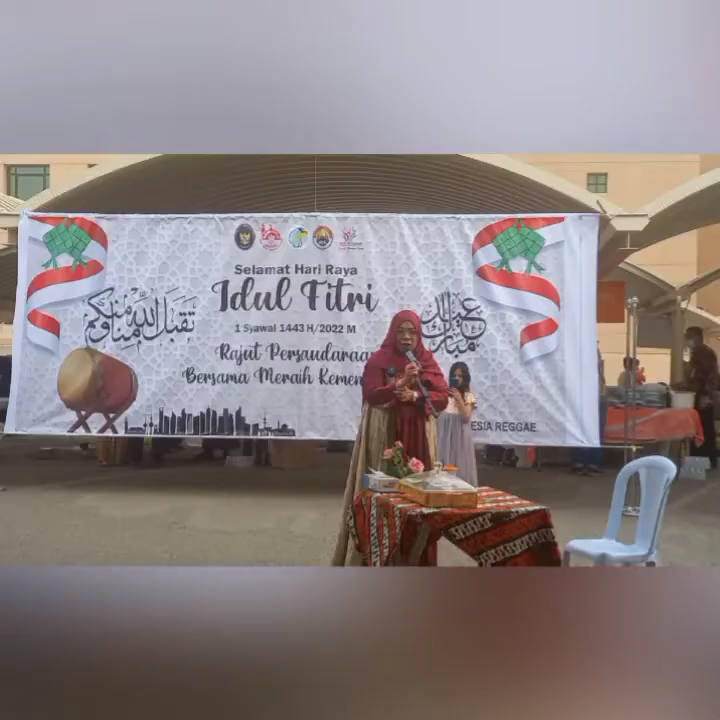 Selamat Hari Raya
Idul Fitri
1 Syawal 1443 H/2022 M
تقبل الله منا ومنكم
عيد مبارك
Rajut Persaudaraan
Bersama Meraih Kemen
ESIA REGGAE